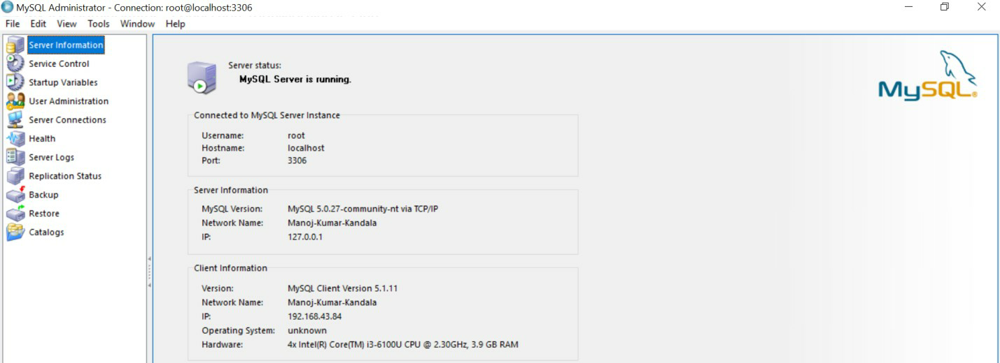 MySQL Administrator - Connection: root@localhost:3306
File Edit View Tools Window Help
Server Information
Service Control
Startup Variables
User Administration
Server Connections
Health
Server Logs
Replication Status
Backup
Restore
Catalogs
Server status:
MySQL Server is running.
MySQL®
Connected to MySQL Server Instance
Username: root
Hostname: localhost
Port: 3306
Server Information
MySQL Version: MySQL 5.0.27-community-nt via TCP/IP
Network Name: Manoj-Kumar-Kandala
IP: 127.0.0.1
Client Information
Version: MySQL Client Version 5.1.11
Network Name: Manoj-Kumar-Kandala
IP: 192.168.43.84
Operating System: unknown
Hardware: 4x Intel(R) Core(TM) i3-6100U CPU @ 2.30GHz, 3.9 GB RAM